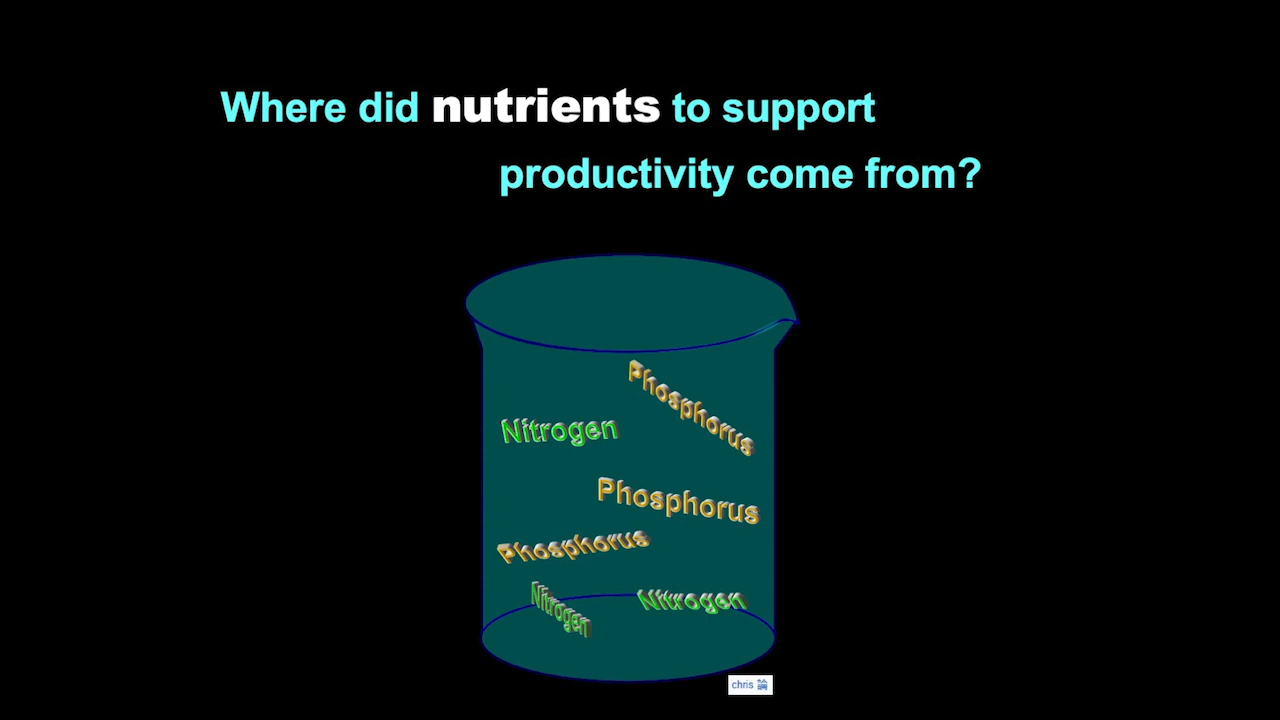 Where did nutrients to support
productivity come from?
Phosphorus
Nitrogen
Phosphorus
Phosphorus
Nitrogen
Nitrogen
chris